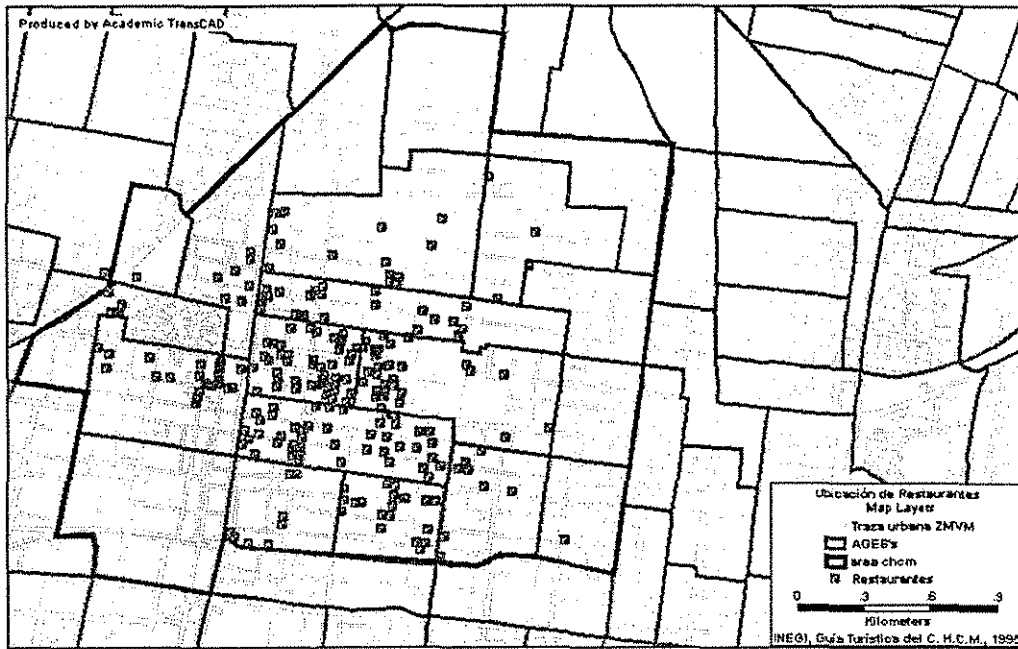 Produced by Academic TransCAD
Ubicación de Restaurantes
Map Layers
Traza urbana ZMVM
AGEB's
area chcm
Restaurantes
0 .3 .6 .9
Kilometers
INEGI, Guía Turística del C. H.C.M., 1995